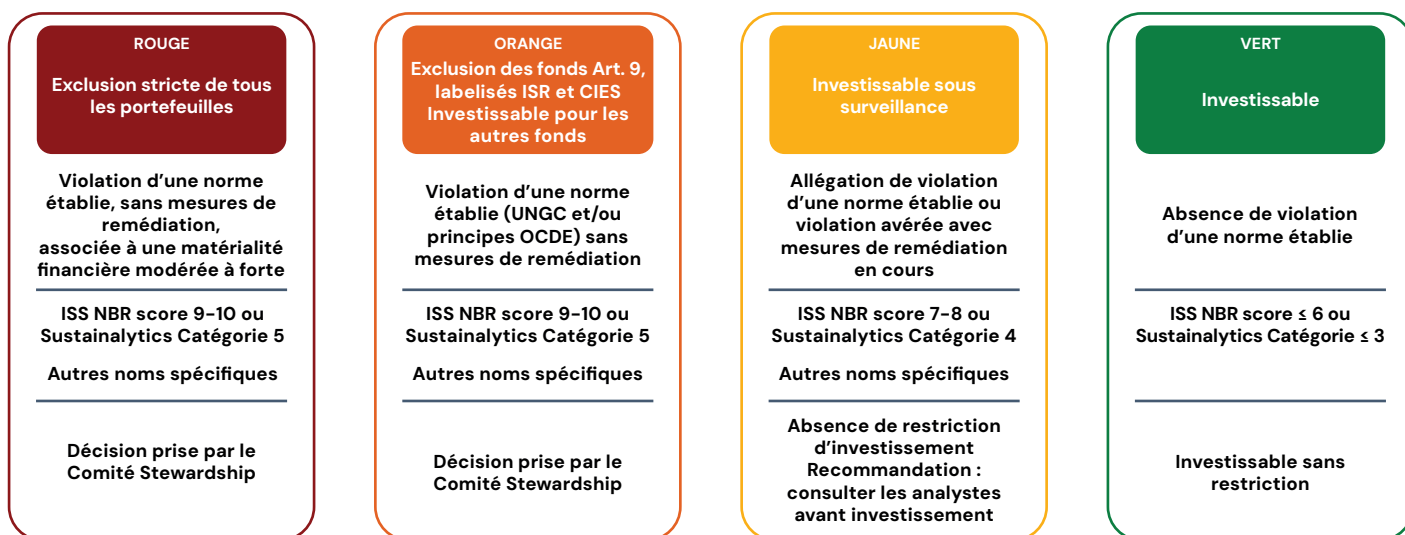 ROUGE
Exclusion stricte de tous
les portefeuilles
Violation d’une norme
établie, sans mesures de
remédiation,
associée à une matérialité
financière modérée à forte
ISS NBR score 9-10 ou
Sustainalytics Catégorie 5
Autres noms spécifiques
Décision prise par le
Comité Stewardship
ORANGE
Exclusion des fonds Art. 9,
labelisés ISR et CIES
Investissable pour les
autres fonds
Violation d’une norme
établie (UNGC et/ou
principes OCDE) sans
mesures de remédiation
ISS NBR score 9-10 ou
Sustainalytics Catégorie 5
Autres noms spécifiques
Décision prise par le
Comité Stewardship
JAUNE
Investissable sous
surveillance
Allégation de violation
d’une norme établie ou
violation avérée avec
mesures de remédiation
en cours
ISS NBR score 7-8 ou
Sustainalytics Catégorie 4
Autres noms spécifiques
Absence de restriction
d’investissement
Recommandation :
consulter les analystes
avant investissement
VERT
Investissable
Absence de violation
d’une norme établie
ISS NBR score ≤ 6 ou
Sustainalytics Catégorie ≤ 3
Investissable sans
restriction